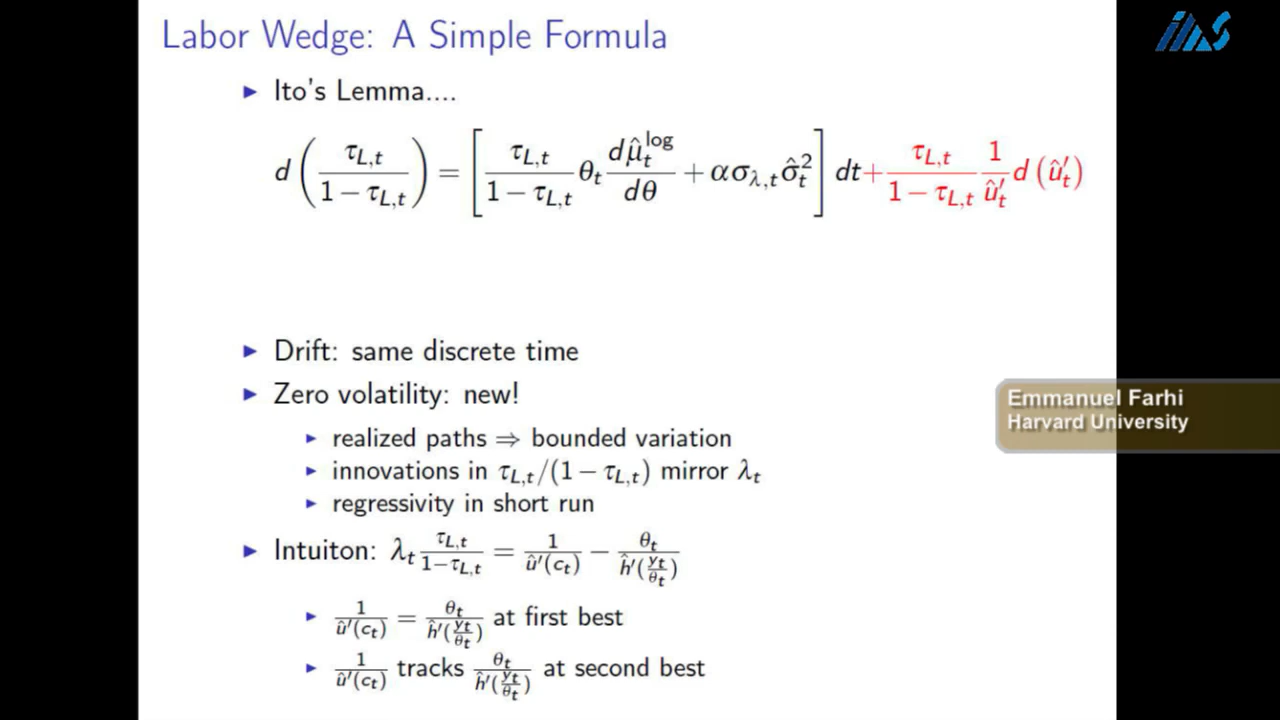 Labor Wedge: A Simple Formula
iAS
▶ Ito's Lemma....
d(τ_{L,t}/(1 − τ_{L,t})) = [τ_{L,t}/(1 − τ_{L,t}) θ_t dμ̂_t^{log}/dθ + ασ_{λ,t}σ̂_t^2] dt + τ_{L,t}/(1 − τ_{L,t}) 1/û′_t d(û′_t)
▶ Drift: same discrete time
▶ Zero volatility: new!
▶ realized paths ⇒ bounded variation
▶ innovations in τ_{L,t}/(1 − τ_{L,t}) mirror λ_t
▶ regressivity in short run
▶ Intuiton: λ_t τ_{L,t}/(1−τ_{L,t}) = 1/û′(c_t) − θ_t/ĥ′(y_t/θ_t)
▶ 1/û′(c_t) = θ_t/ĥ′(y_t/θ_t) at first best
▶ 1/û′(c_t) tracks θ_t/ĥ′(y_t/θ_t) at second best
Emmanuel Farhi
Harvard University